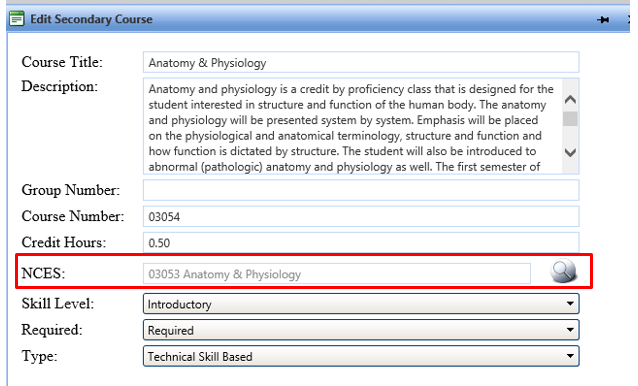 Edit Secondary Course
Course Title: Anatomy & Physiology
Description: Anatomy and physiology is a credit by proficiency class that is designed for the
student interested in structure and function of the human body. The anatomy
and physiology will be presented system by system. Emphasis will be placed
on the physiological and anatomical terminology, structure and function and
how function is dictated by structure. The student will also be introduced to
abnormal (pathologic) anatomy and physiology as well. The first semester of
Group Number:
Course Number: 03054
Credit Hours: 0.50
NCES: 03053 Anatomy & Physiology
Skill Level: Introductory
Required: Required
Type: Technical Skill Based